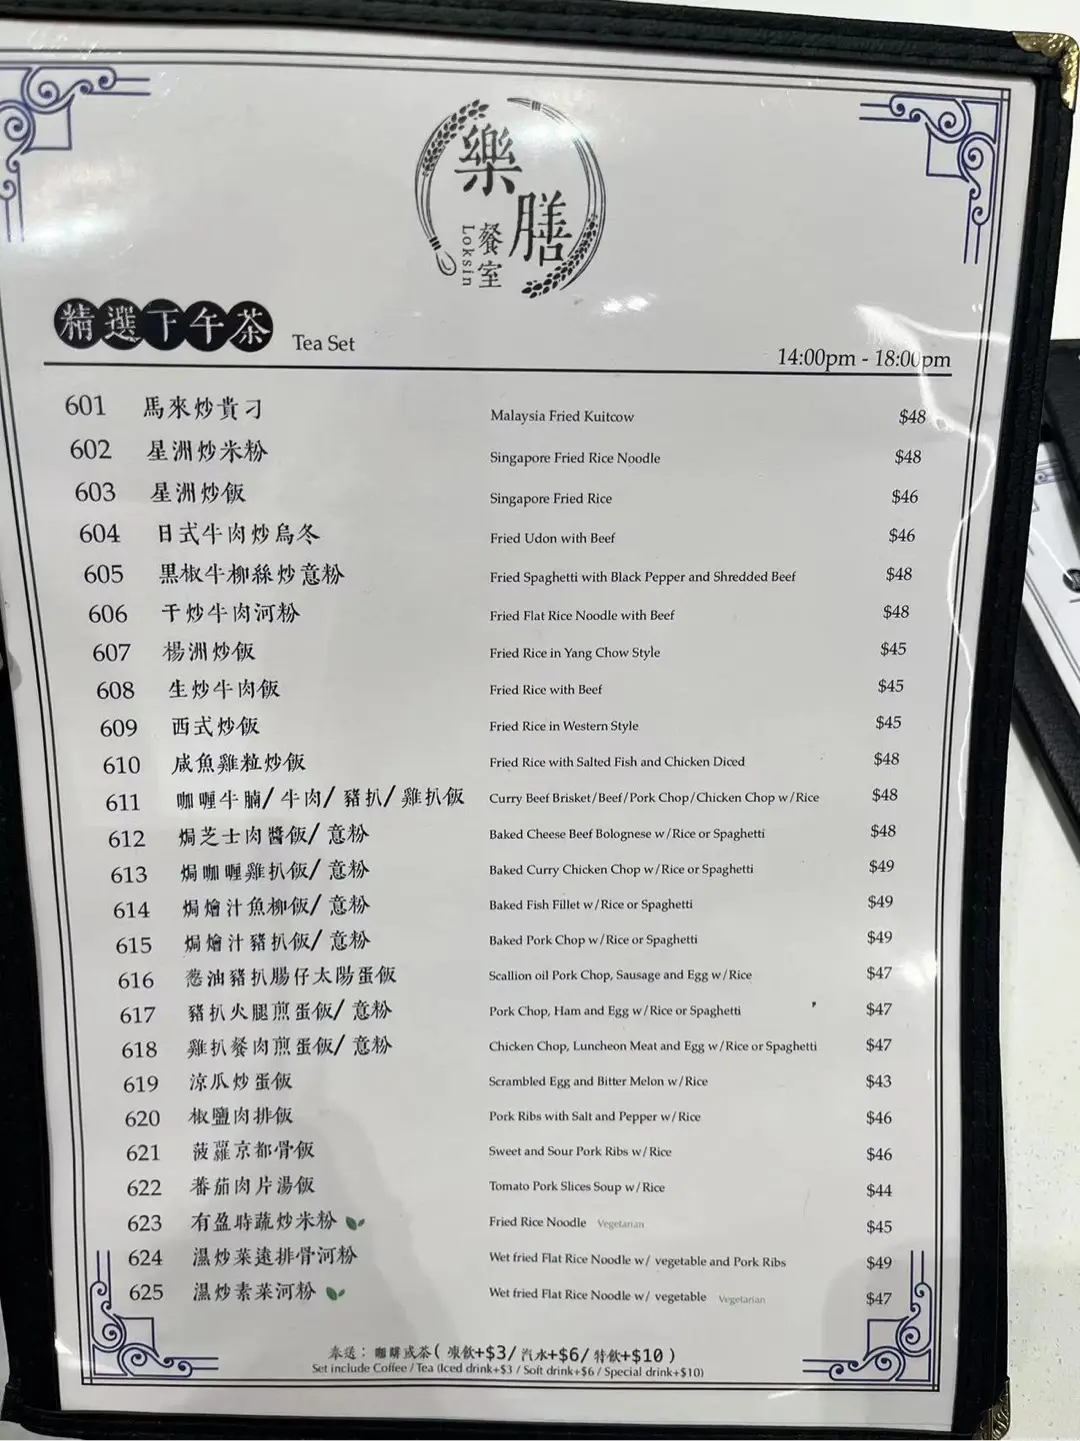 樂膳
餐室
Loksin
精選下午茶 Tea Set 14:00pm - 18:00pm
601 馬來炒貴刁 Malaysia Fried Kuitcow $48
602 星洲炒米粉 Singapore Fried Rice Noodle $48
603 星洲炒飯 Singapore Fried Rice $46
604 日式牛肉炒烏冬 Fried Udon with Beef $46
605 黑椒牛柳絲炒意粉 Fried Spaghetti with Black Pepper and Shredded Beef $48
606 干炒牛肉河粉 Fried Flat Rice Noodle with Beef $48
607 楊洲炒飯 Fried Rice in Yang Chow Style $45
608 生炒牛肉飯 Fried Rice with Beef $45
609 西式炒飯 Fried Rice in Western Style $45
610 咸魚雞粒炒飯 Fried Rice with Salted Fish and Chicken Diced $48
611 咖喱牛腩/牛肉/豬扒/雞扒飯 Curry Beef Brisket/Beef/Pork Chop/Chicken Chop w/Rice $48
612 焗芝士肉醬飯/意粉 Baked Cheese Beef Bolognese w/Rice or Spaghetti $48
613 焗咖喱雞扒飯/意粉 Baked Curry Chicken Chop w/Rice or Spaghetti $49
614 焗燴汁魚柳飯/意粉 Baked Fish Fillet w/Rice or Spaghetti $49
615 焗燴汁豬扒飯/意粉 Baked Pork Chop w/Rice or Spaghetti $49
616 葱油豬扒腸仔太陽蛋飯 Scallion oil Pork Chop, Sausage and Egg w/Rice $47
617 豬扒火腿煎蛋飯/意粉 Pork Chop, Ham and Egg w/Rice or Spaghetti $47
618 雞扒餐肉煎蛋飯/意粉 Chicken Chop, Luncheon Meat and Egg w/Rice or Spaghetti $47
619 涼瓜炒蛋飯 Scrambled Egg and Bitter Melon w/Rice $43
620 椒鹽肉排飯 Pork Ribs with Salt and Pepper w/Rice $46
621 菠蘿京都骨飯 Sweet and Sour Pork Ribs w/Rice $46
622 蕃茄肉片湯飯 Tomato Pork Slices Soup w/Rice $44
623 有盈時蔬炒米粉 Fried Rice Noodle Vegetarian $45
624 濕炒菜遠排骨河粉 Wet fried Flat Rice Noodle w/ vegetable and Pork Ribs $49
625 濕炒素菜河粉 Wet fried Flat Rice Noodle w/ vegetable Vegetarian $47
奉送：咖啡或茶(凍飲+$3/汽水+$6/特飲+$10)
Set include Coffee / Tea (Iced drink+$3 / Soft drink+$6 / Special drink+$10)